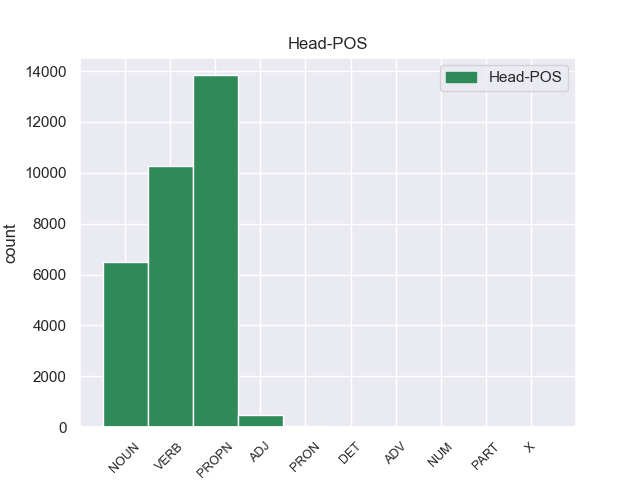 Head-POS
Head-POS
14000
12000
10000
8000
6000
4000
2000
0
count
NOUN
VERB
PROPN
ADJ
PRON
DET
ADV
NUM
PART
X